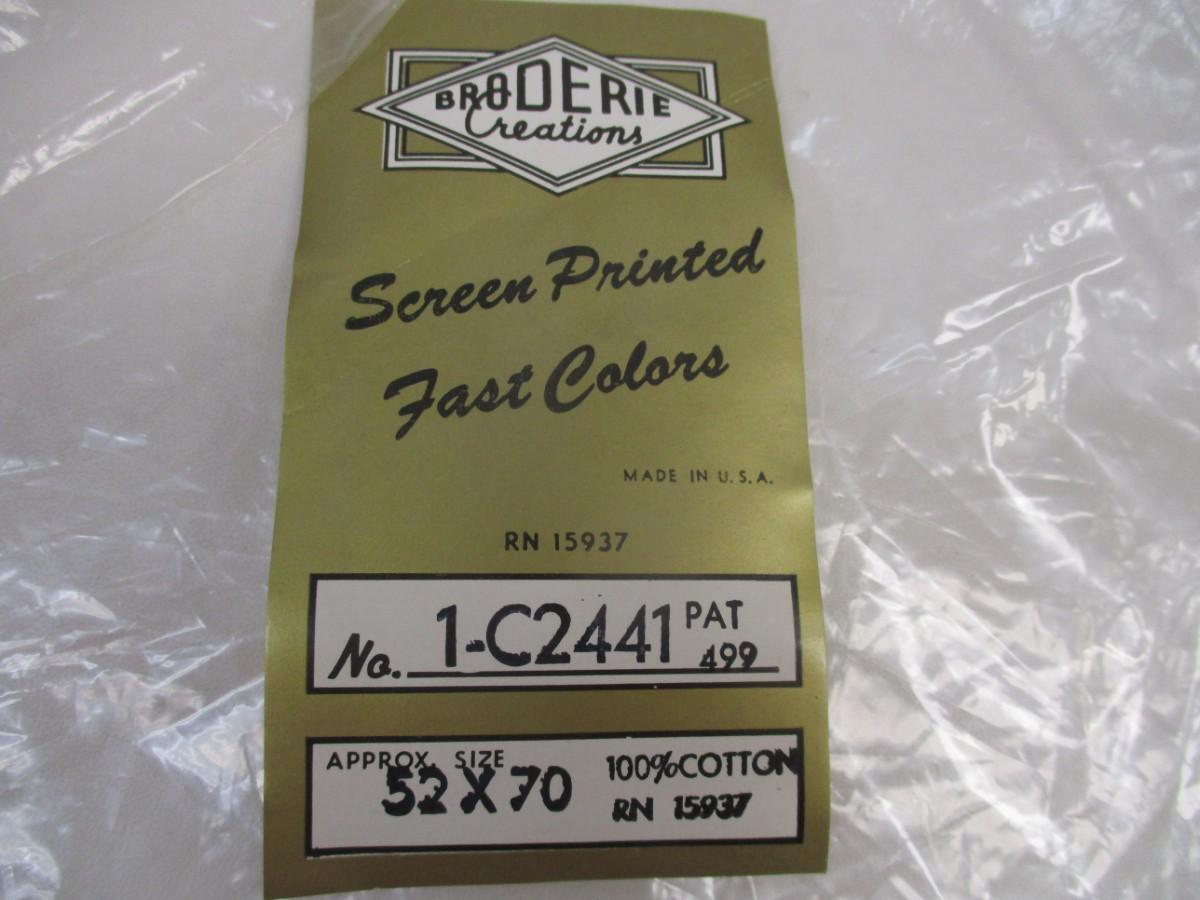 BRODERIE
Creations
Screen Printed
Fast Colors
MADE IN U.S.A.
RN 15937
No. 1-C2441 PAT 499
APPROX. SIZE
52 X 70 100% COTTON
RN 15937